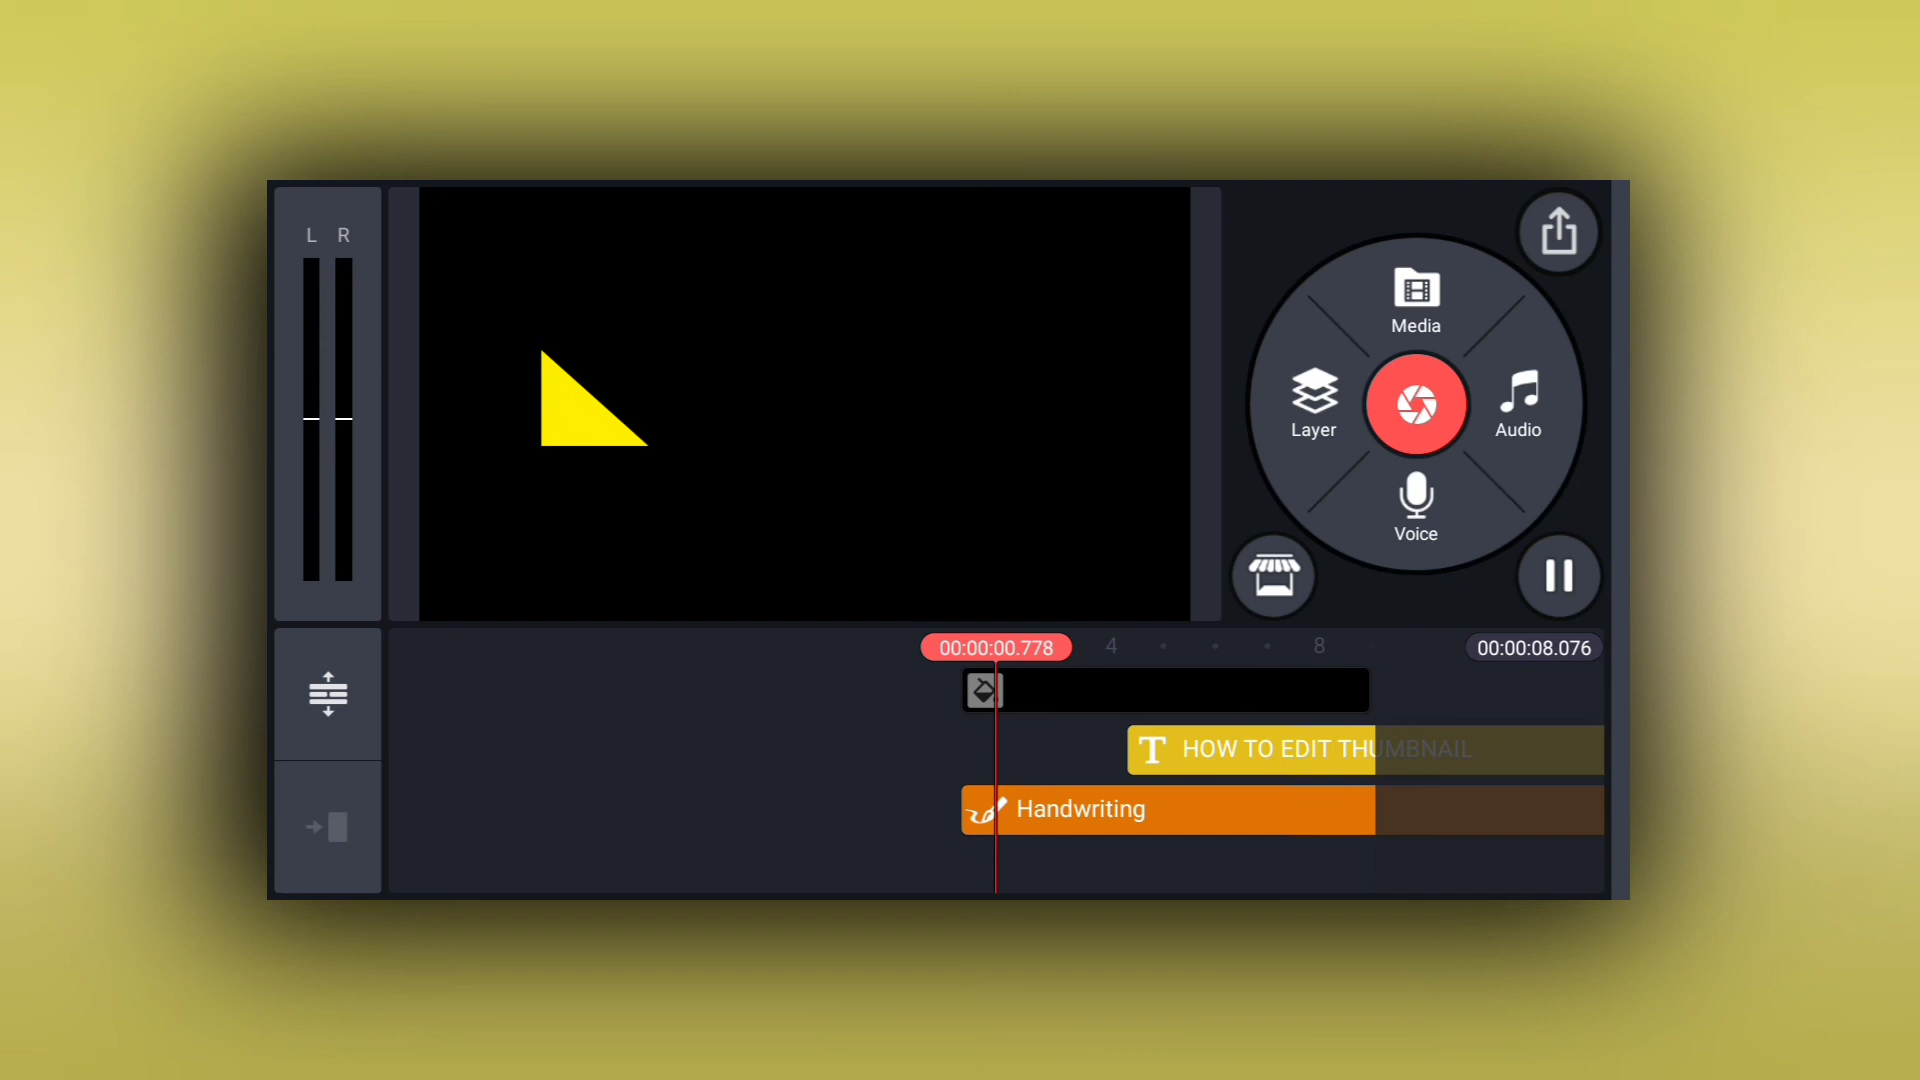 L R
Media
Layer
Audio
Voice
00:00:00.778
4
8
00:00:08.076
HOW TO EDIT THUMBNAIL
Handwriting